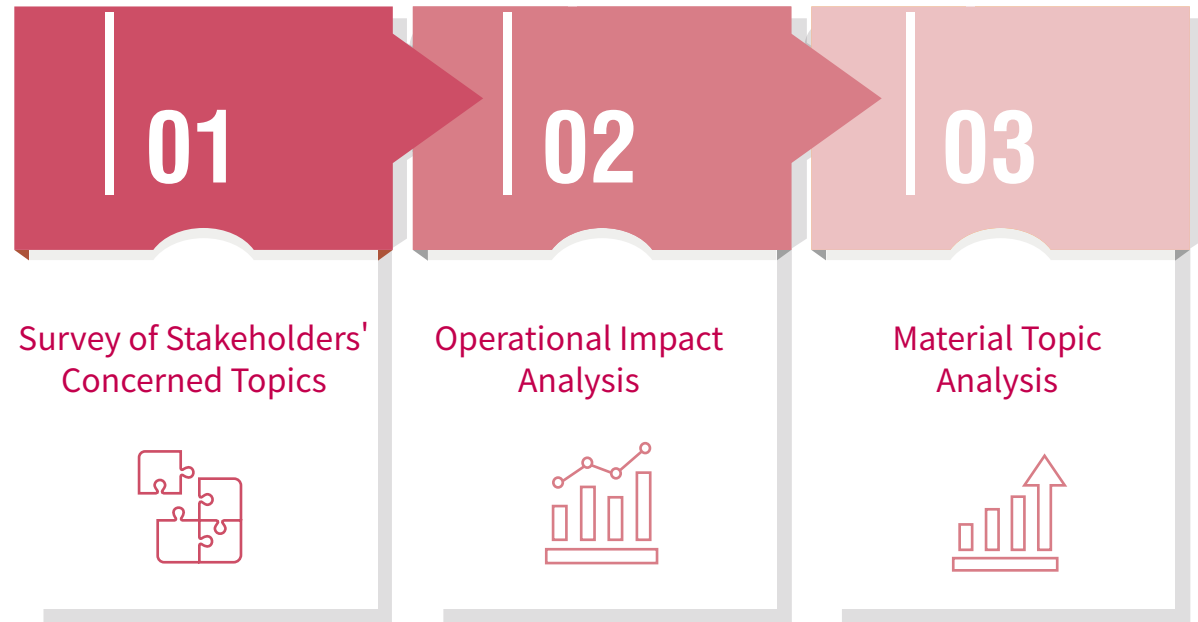 01
Survey of Stakeholders'
Concerned Topics
02
Operational Impact
Analysis
03
Material Topic
Analysis